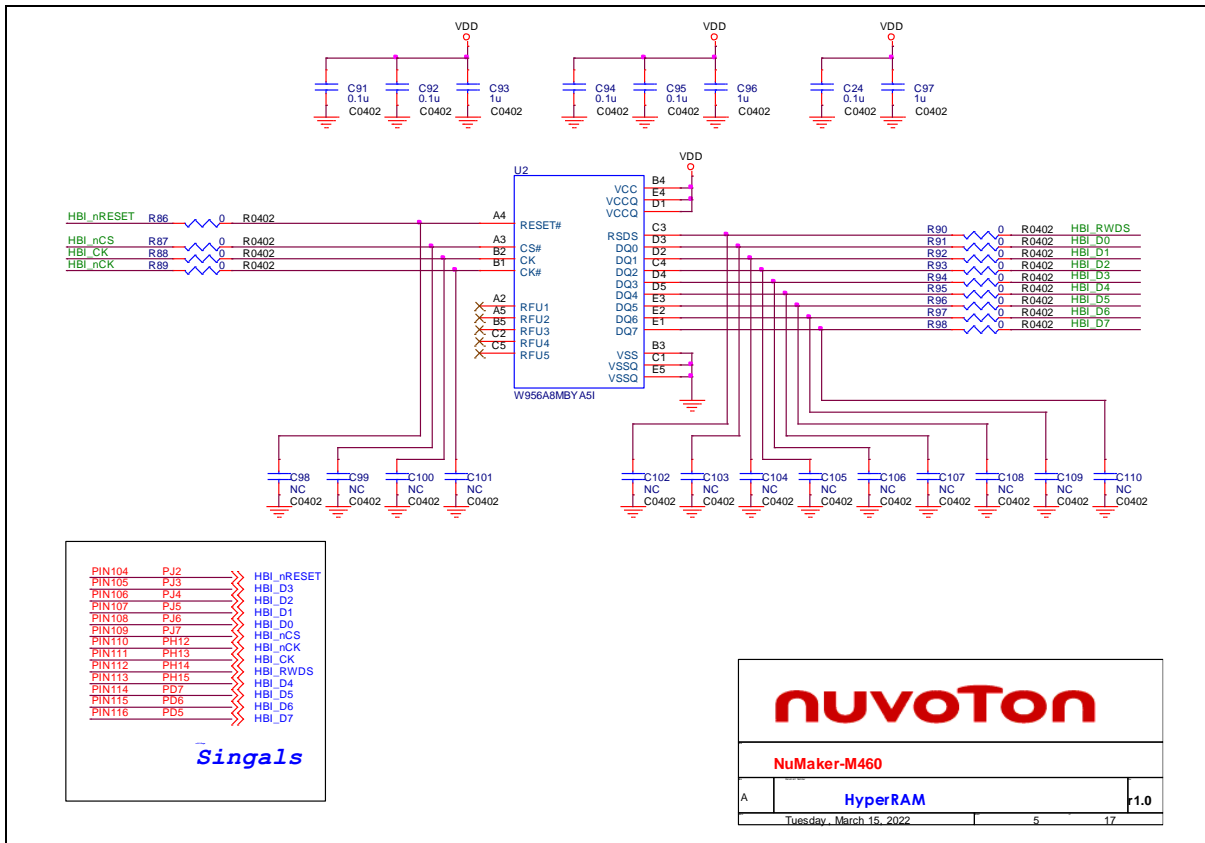 VDD VDD VDD
C91 C92 C93 C94 C95 C96 C24 C97
0.1u 0.1u 1u 0.1u 0.1u 1u 0.1u 1u
C0402 C0402 C0402 C0402 C0402 C0402 C0402 C0402
VDD
U2
VCC B4
VCCQ E4
VCCQ D1
HBI_nRESET R86 0 R0402 A4 RESET#
HBI_nCS R87 0 R0402 A3 CS#
HBI_CK R88 0 R0402 B2 CK
HBI_nCK R89 0 R0402 B1 CK#
RSDS C3 R90 0 R0402 HBI_RWDS
DQ0 D3 R91 0 R0402 HBI_D0
DQ1 D2 R92 0 R0402 HBI_D1
DQ2 C4 R93 0 R0402 HBI_D2
DQ3 D4 R94 0 R0402 HBI_D3
DQ4 D5 R95 0 R0402 HBI_D4
DQ5 E3 R96 0 R0402 HBI_D5
DQ6 E2 R97 0 R0402 HBI_D6
DQ7 E1 R98 0 R0402 HBI_D7
A2 RFU1
A5 RFU2
B5 RFU3
C2 RFU4
C5 RFU5
VSS B3
VSSQ C1
VSSQ E5
W956A8MBYA5I
C98 C99 C100 C101 C102 C103 C104 C105 C106 C107 C108 C109 C110
NC NC NC NC NC NC NC NC NC NC NC NC NC
C0402 C0402 C0402 C0402 C0402 C0402 C0402 C0402 C0402 C0402 C0402 C0402 C0402
PIN104 PJ2 HBI_nRESET
PIN105 PJ3 HBI_D3
PIN106 PJ4 HBI_D2
PIN107 PJ5 HBI_D1
PIN108 PJ6 HBI_D0
PIN109 PJ7 HBI_nCS
PIN110 PH12 HBI_nCK
PIN111 PH13 HBI_CK
PIN112 PH14 HBI_RWDS
PIN113 PH15 HBI_D4
PIN114 PD7 HBI_D5
PIN115 PD6 HBI_D6
PIN116 PD5 HBI_D7
Singals
nuvoTon
NuMaker-M460
A HyperRAM r1.0
Tuesday, March 15, 2022 5 17